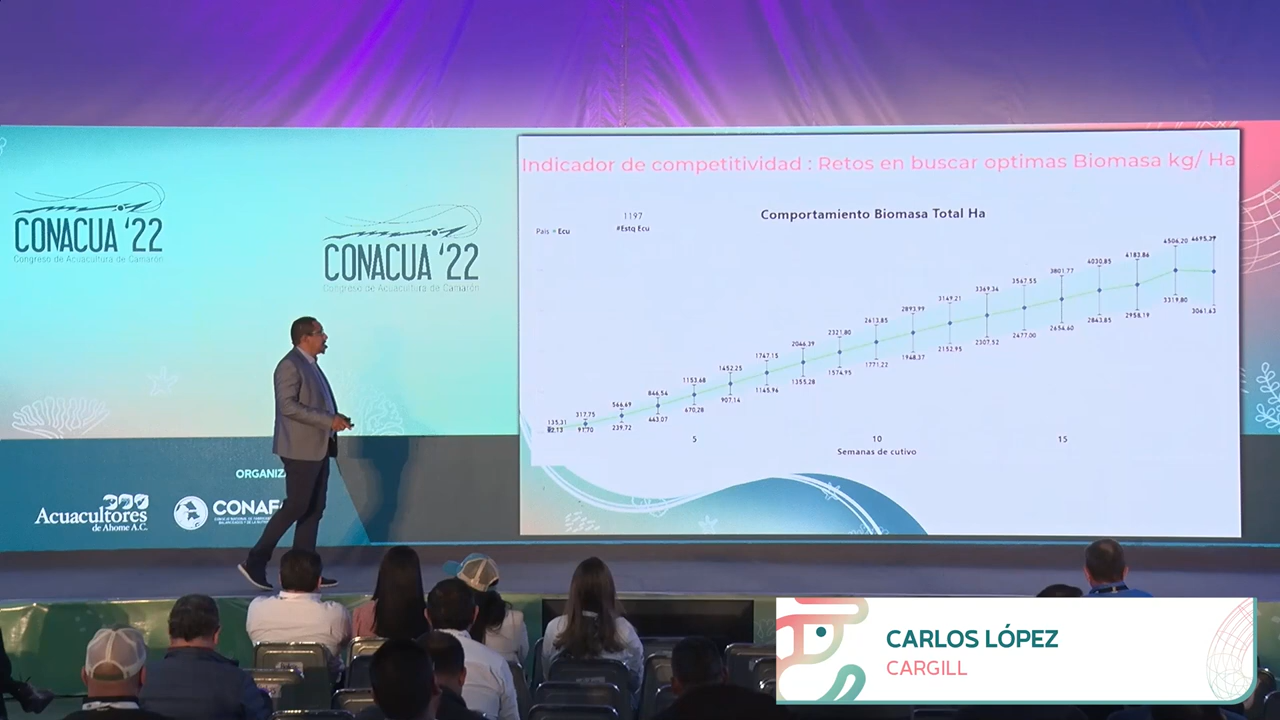 CONACUA '22
Congreso de Acuacultura de Camarón
CONACUA '22
Congreso de Acuacultura de Camarón
ORGANIZA
Acuacultores
de Ahome A.C.
CONAFA
Indicador de competitividad : Retos en buscar optimas Biomasa kg/ Ha
Comportamiento Biomasa Total Ha
Pais = Ecu
1197
#Estq Ecu
135.31
317.75
566.69
846.56
1153.68
1452.25
1747.15
2046.39
2321.80
2613.85
2893.99
3149.21
3369.36
3567.55
3801.77
4030.85
4183.86
4506.20
4695.39
82.13
91.70
239.72
443.07
670.28
907.14
1145.96
1355.28
1574.95
1771.22
1948.37
2152.95
2307.52
2477.00
2654.60
2843.85
2958.19
3319.80
3061.63
5
10
15
Semanas de cutivo
CARLOS LÓPEZ
CARGILL